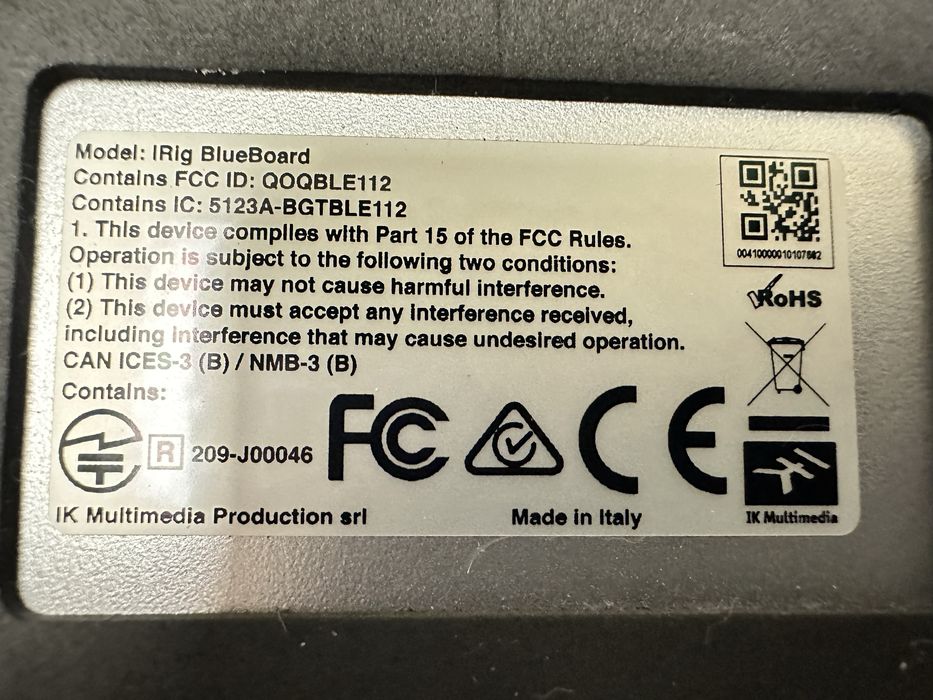 Model: iRig BlueBoard
Contains FCC ID: QOQBLE112
Contains IC: 5123A-BGTBLE112
1. This device complies with Part 15 of the FCC Rules.
Operation is subject to the following two conditions:
(1) This device may not cause harmful interference.
(2) This device must accept any interference received,
including interference that may cause undesired operation.
CAN ICES-3 (B) / NMB-3 (B)
Contains:
R 209-J00046
FC CE
IK Multimedia Production srl
Made in Italy
RoHS
IK Multimedia